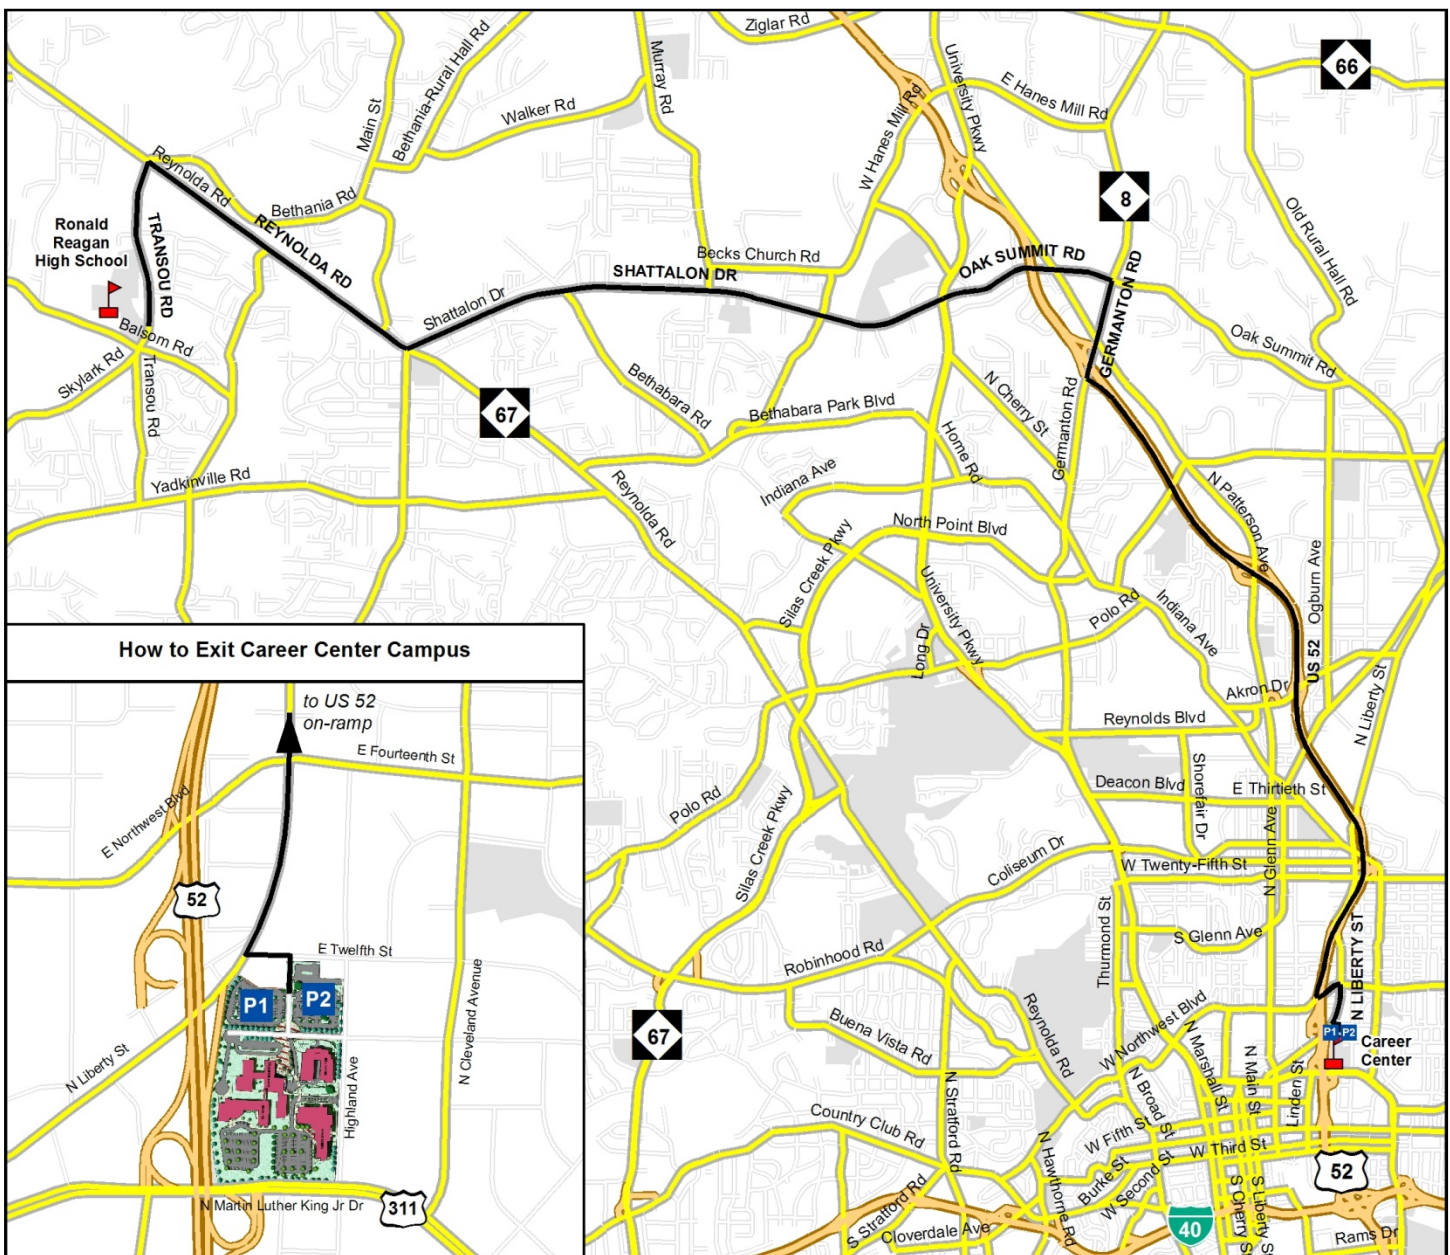 Ziglar Rd
66
Murray Rd
University Pkwy
E Hanes Mill Rd
Main St
Bethania-Rural Hall Rd
Walker Rd
W Hanes Mill Rd
8
Reynolda Rd
Bethania Rd
Old Rural Hall Rd
Ronald
Reagan
High School
TRANSOU RD
REYNOLDA RD
Becks Church Rd
SHATTALON DR
OAK SUMMIT RD
GERMANTON RD
Shattalon Dr
Balsom Rd
Skylark Rd
Transou Rd
Oak Summit Rd
67
Bethabara Rd
Bethabara Park Blvd
N Cherry St
Germanton Rd
Home Rd
Yadkinville Rd
Reynolda Rd
Indiana Ave
N Patterson Ave
North Point Blvd
Silas Creek Pkwy
Ogburn Ave
University Pkwy
Polo Rd
Indiana Ave
Long Dr
US 52
Akron Dr
N Liberty St
Reynolds Blvd
Deacon Blvd
Shorefair Dr
E Thirtieth St
Polo Rd
Silas Creek Pkwy
Coliseum Dr
W Twenty-Fifth St
N Glenn Ave
Thurmond St
S Glenn Ave
Robinhood Rd
N LIBERTY ST
Reynolda Rd
Buena Vista Rd
67
W Northwest Blvd
P1
P2
Career
Center
N Marshall St
N Main St
Linden St
N Broad St
Country Club Rd
N Stratford Rd
W Fifth St
W Third St
N Hawthorne Rd
Burke St
W Second St
52
S Stratford Rd
Cloverdale Ave
40
S Cherry St
S Liberty St
Rams Dr
How to Exit Career Center Campus
to US 52
on-ramp
E Fourteenth St
E Northwest Blvd
52
E Twelfth St
P1
P2
N Cleveland Avenue
N Liberty St
Highland Ave
N Martin Luther King Jr Dr
311